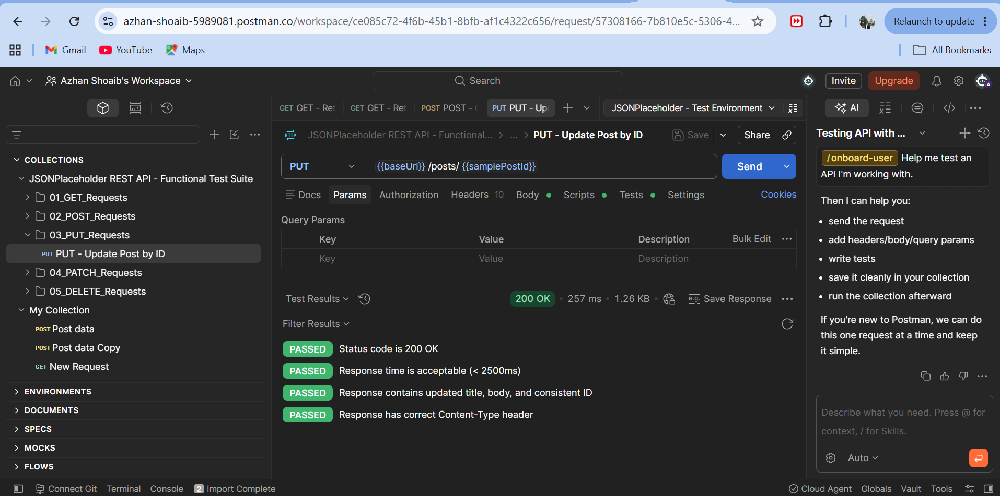 azhan-shoaib-5989081.postman.co/workspace/ce085c72-4f6b-45b1-8bfb-af1c4322c656/request/57308166-7b810e5c-5306-4...
Relaunch to update
Gmail
YouTube
Maps
All Bookmarks
Azhan Shoaib's Workspace
Search
Invite
Upgrade
A
GET GET - Ret
GET GET - Ret
POST POST -
PUT PUT - Up
JSONPlaceholder - Test Environment
AI
COLLECTIONS
JSONPlaceholder REST API - Functional Test Suite
01_GET_Requests
02_POST_Requests
03_PUT_Requests
PUT PUT - Update Post by ID
04_PATCH_Requests
05_DELETE_Requests
My Collection
POST Post data
POST Post data Copy
GET New Request
ENVIRONMENTS
DOCUMENTS
SPECS
MOCKS
FLOWS
HTTP JSONPlaceholder REST API - Functional... > ... > PUT - Update Post by ID
Save
Share
PUT
{{baseUrl}} /posts/ {{samplePostId}}
Send
Docs
Params
Authorization
Headers 10
Body
Scripts
Tests
Settings
Cookies
Query Params
Key Value Description Bulk Edit
Key Value Description
Test Results
200 OK • 257 ms • 1.26 KB
e.g. Save Response
Filter Results
PASSED Status code is 200 OK
PASSED Response time is acceptable (< 2500ms)
PASSED Response contains updated title, body, and consistent ID
PASSED Response has correct Content-Type header
Testing API with ...
/onboard-user Help me test an
API I'm working with.
Then I can help you:
• send the request
• add headers/body/query params
• write tests
• save it cleanly in your collection
• run the collection afterward
If you're new to Postman, we can do
this one request at a time and keep
it simple.
Describe what you need. Press @ for
context, / for Skills.
Auto
Connect Git
Terminal
Console
2 Import Complete
Cloud Agent
Globals
Vault
Tools